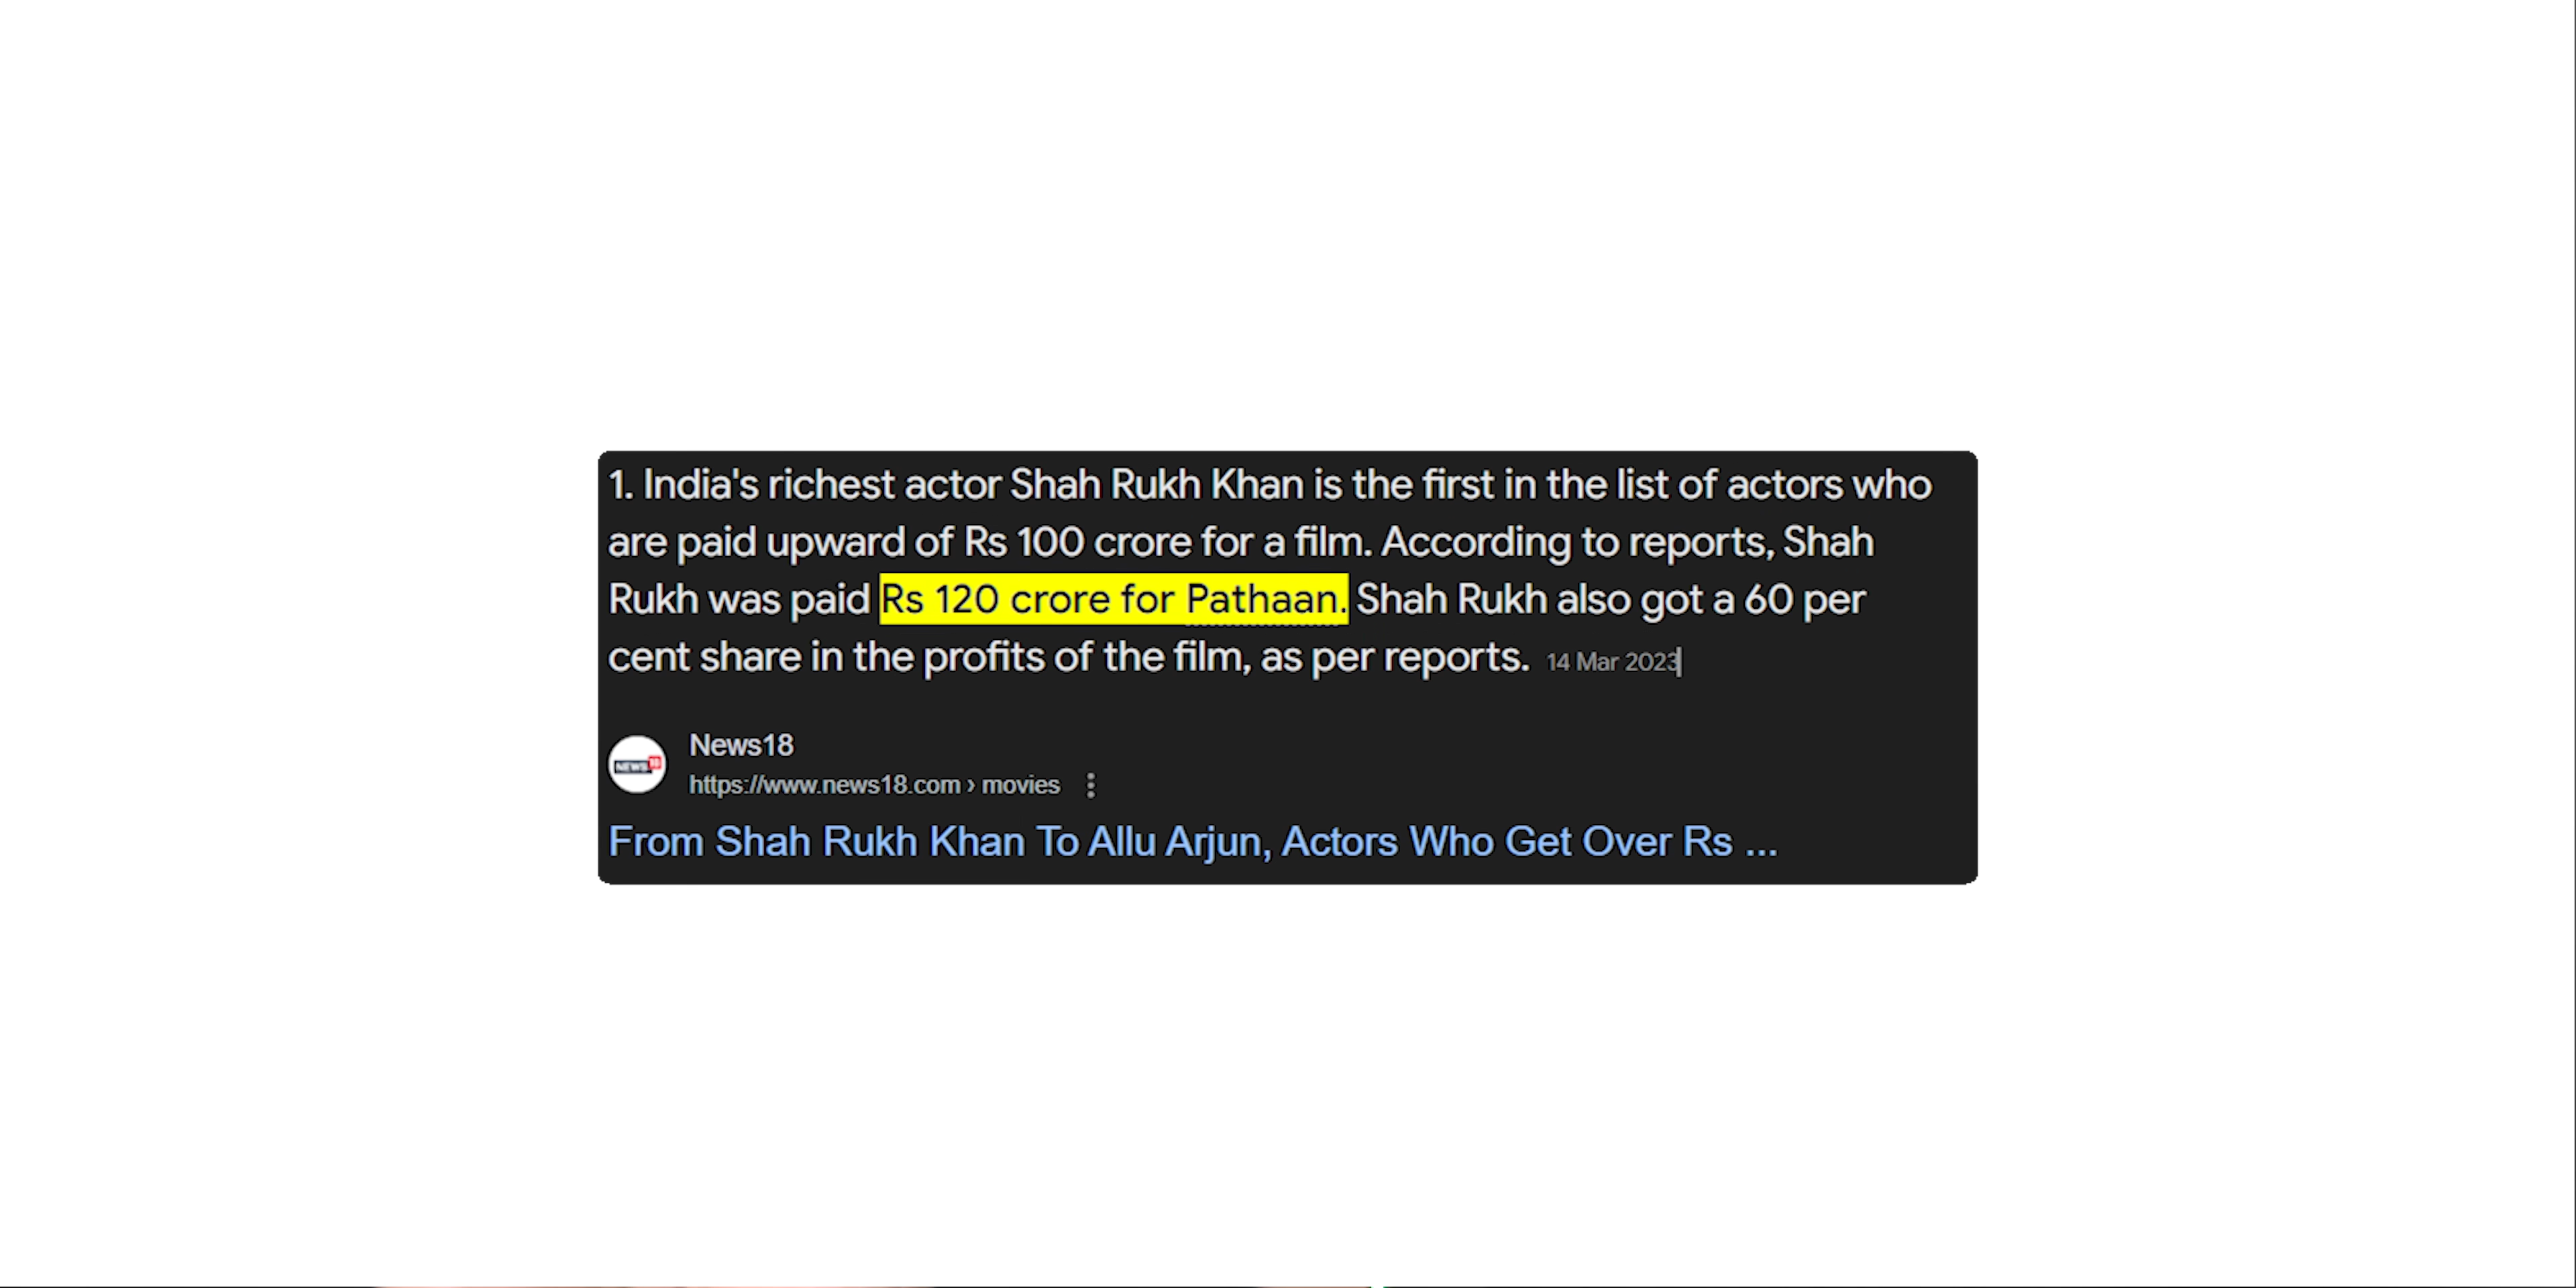 1. India's richest actor Shah Rukh Khan is the first in the list of actors who
are paid upward of Rs 100 crore for a film. According to reports, Shah
Rukh was paid Rs 120 crore for Pathaan. Shah Rukh also got a 60 per
cent share in the profits of the film, as per reports. 14 Mar 2023
NEWS18
News18
https://www.news18.com › movies
From Shah Rukh Khan To Allu Arjun, Actors Who Get Over Rs ...